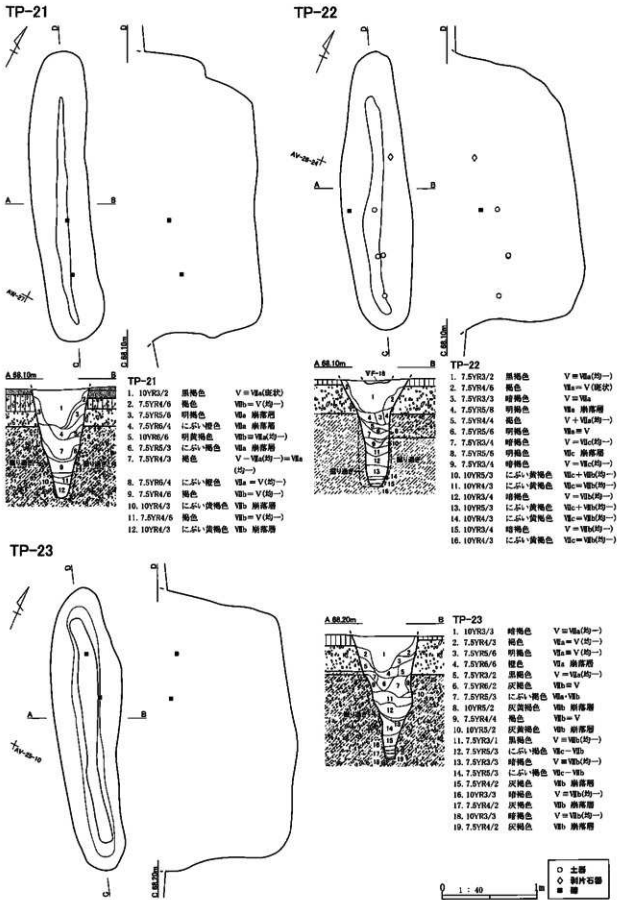 TP-21
TP-22
D
D
AV-28-24
A
B
A
B
AW-27
C
C 68.10m
C
C 68.10m
A 68.10m
B
TP-21
1. 10YR3/2 黒褐色 V=Ⅶa(斑状)
2. 7.5YR4/6 褐色 Ⅶb=V(均一)
3. 7.5YR5/6 明褐色 Ⅶa 崩落層
4. 7.5YR6/4 にぶい橙色 Ⅶa 崩落層
5. 10YR6/6 明黄褐色 Ⅶb=Ⅶa(均一)
6. 7.5YR5/3 にぶい褐色 Ⅶa 崩落層
7. 7.5YR4/3 褐色 V-Ⅶa(均一)=Ⅶa
(均一)
8. 7.5YR6/4 にぶい橙色 Ⅶa=V(均一)
9. 7.5YR4/6 褐色 Ⅶb=V(均一)
10. 10YR4/3 にぶい黄褐色 Ⅶb 崩落層
11. 7.5YR4/6 褐色 Ⅶb=V(均一)
12. 10YR4/3 にぶい黄褐色 Ⅶb 崩落層
A 68.10m
▽F-18
B
TP-22
1. 7.5YR3/2 黒褐色 V=Ⅶa(均一)
2. 7.5YR4/6 褐色 Ⅶa=V(斑状)
3. 7.5YR3/3 暗褐色 V=Ⅶa
4. 7.5YR5/8 明褐色 Ⅶa 崩落層
5. 7.5YR4/4 褐色 V+Ⅶa(均一)
6. 7.5YR5/6 明褐色 Ⅶa=V
7. 7.5YR3/4 暗褐色 V=Ⅶc(均一)
8. 7.5YR5/6 明褐色 Ⅶc 崩落層
9. 7.5YR3/4 暗褐色 V=Ⅶc(均一)
10. 10YR5/3 にぶい黄褐色 Ⅶc+Ⅶb(均一)
11. 10YR4/3 にぶい黄褐色 Ⅶc=Ⅶb(均一)
12. 10YR3/4 暗褐色 V=Ⅶb(均一)
13. 10YR5/3 にぶい黄褐色 Ⅶc+Ⅶb(均一)
14. 10YR4/3 にぶい黄褐色 Ⅶc=Ⅶb(均一)
15. 10YR3/4 暗褐色 V=Ⅶb(均一)
16. 10YR4/3 にぶい黄褐色 Ⅶc=Ⅶb(均一)
TP-23
D
A
B
AV-29-10
C
C 68.20m
A 68.20m
B
TP-23
1. 10YR3/3 暗褐色 V=Ⅶa(均一)
2. 7.5YR4/3 褐色 Ⅶa=V(均一)
3. 7.5YR5/6 明褐色 Ⅶa=V(均一)
4. 7.5YR6/6 橙色 Ⅶa 崩落層
5. 7.5YR3/2 黒褐色 V=Ⅶa(均一)
6. 7.5YR6/2 灰褐色 Ⅶb=V
7. 7.5YR5/3 にぶい褐色 Ⅶa・Ⅶb
8. 10YR5/2 灰黄褐色 Ⅶb 崩落層
9. 7.5YR4/4 褐色 Ⅶb=V
10. 10YR5/2 灰黄褐色 Ⅶb 崩落層
11. 7.5YR3/1 黒褐色 V=Ⅶb(均一)
12. 7.5YR5/3 にぶい褐色 Ⅶc-Ⅶb
13. 7.5YR3/3 暗褐色 V=Ⅶb(均一)
14. 7.5YR5/3 にぶい褐色 Ⅶc-Ⅶb
15. 7.5YR4/2 灰褐色 Ⅶb 崩落層
16. 10YR3/3 暗褐色 V=Ⅶb(均一)
17. 7.5YR4/2 灰褐色 Ⅶb 崩落層
18. 10YR3/3 暗褐色 V=Ⅶb(均一)
19. 7.5YR4/2 灰褐色 Ⅶb 崩落層
0 1:40 1m
○ 土器
◇ 剥片石器
■ 礫